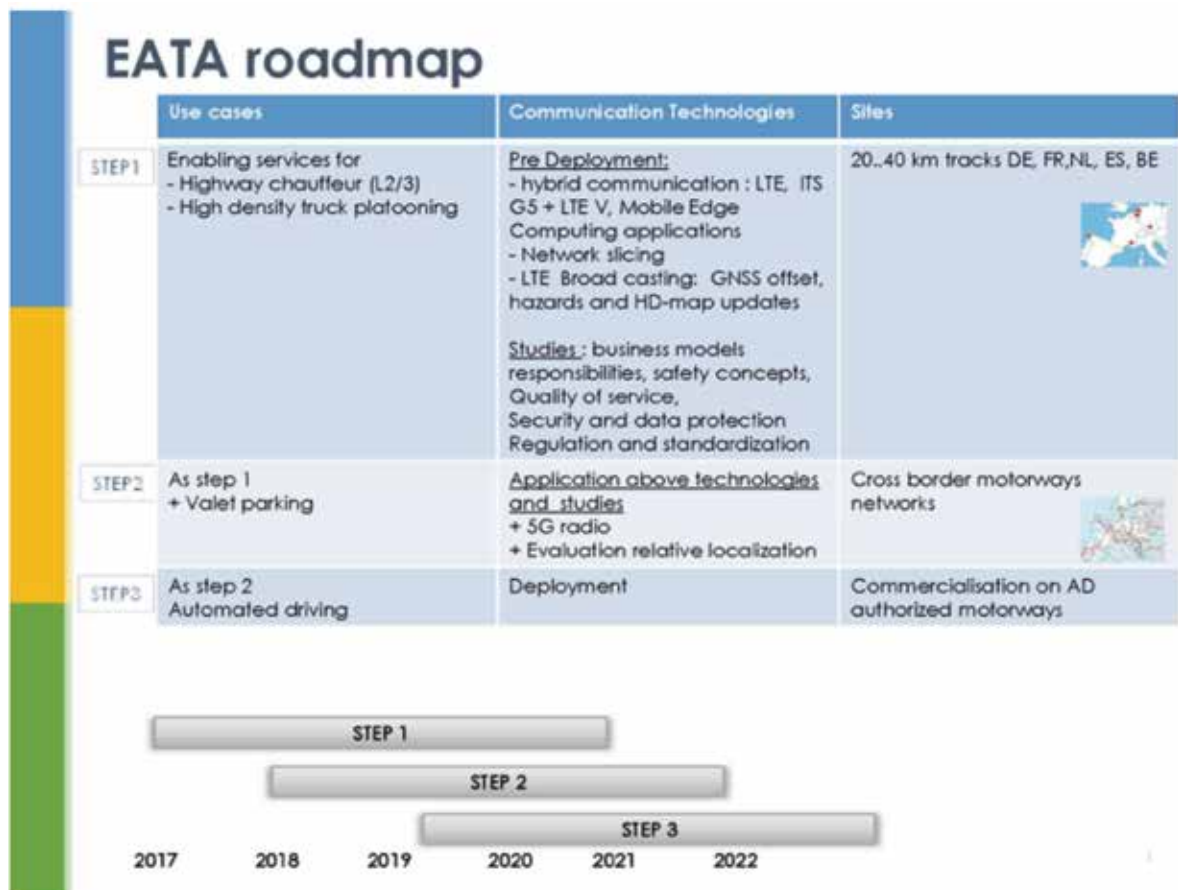 EATA roadmap
Use cases
Communication Technologies
Sites
STEP1
Enabling services for
- Highway chauffeur (L2/3)
- High density truck platooning
Pre Deployment:
- hybrid communication : LTE, ITS
G5 + LTE V, Mobile Edge
Computing applications
- Network slicing
- LTE Broad casting: GNSS offset,
hazards and HD-map updates
Studies : business models
responsibilities, safety concepts,
Quality of service,
Security and data protection
Regulation and standardization
20..40 km tracks DE, FR,NL, ES, BE
STEP2
As step 1
+ Valet parking
Application above technologies
and studies
+ 5G radio
+ Evaluation relative localization
Cross border motorways
networks
STEP3
As step 2
Automated driving
Deployment
Commercialisation on AD
authorized motorways
STEP 1
STEP 2
STEP 3
2017 2018 2019 2020 2021 2022